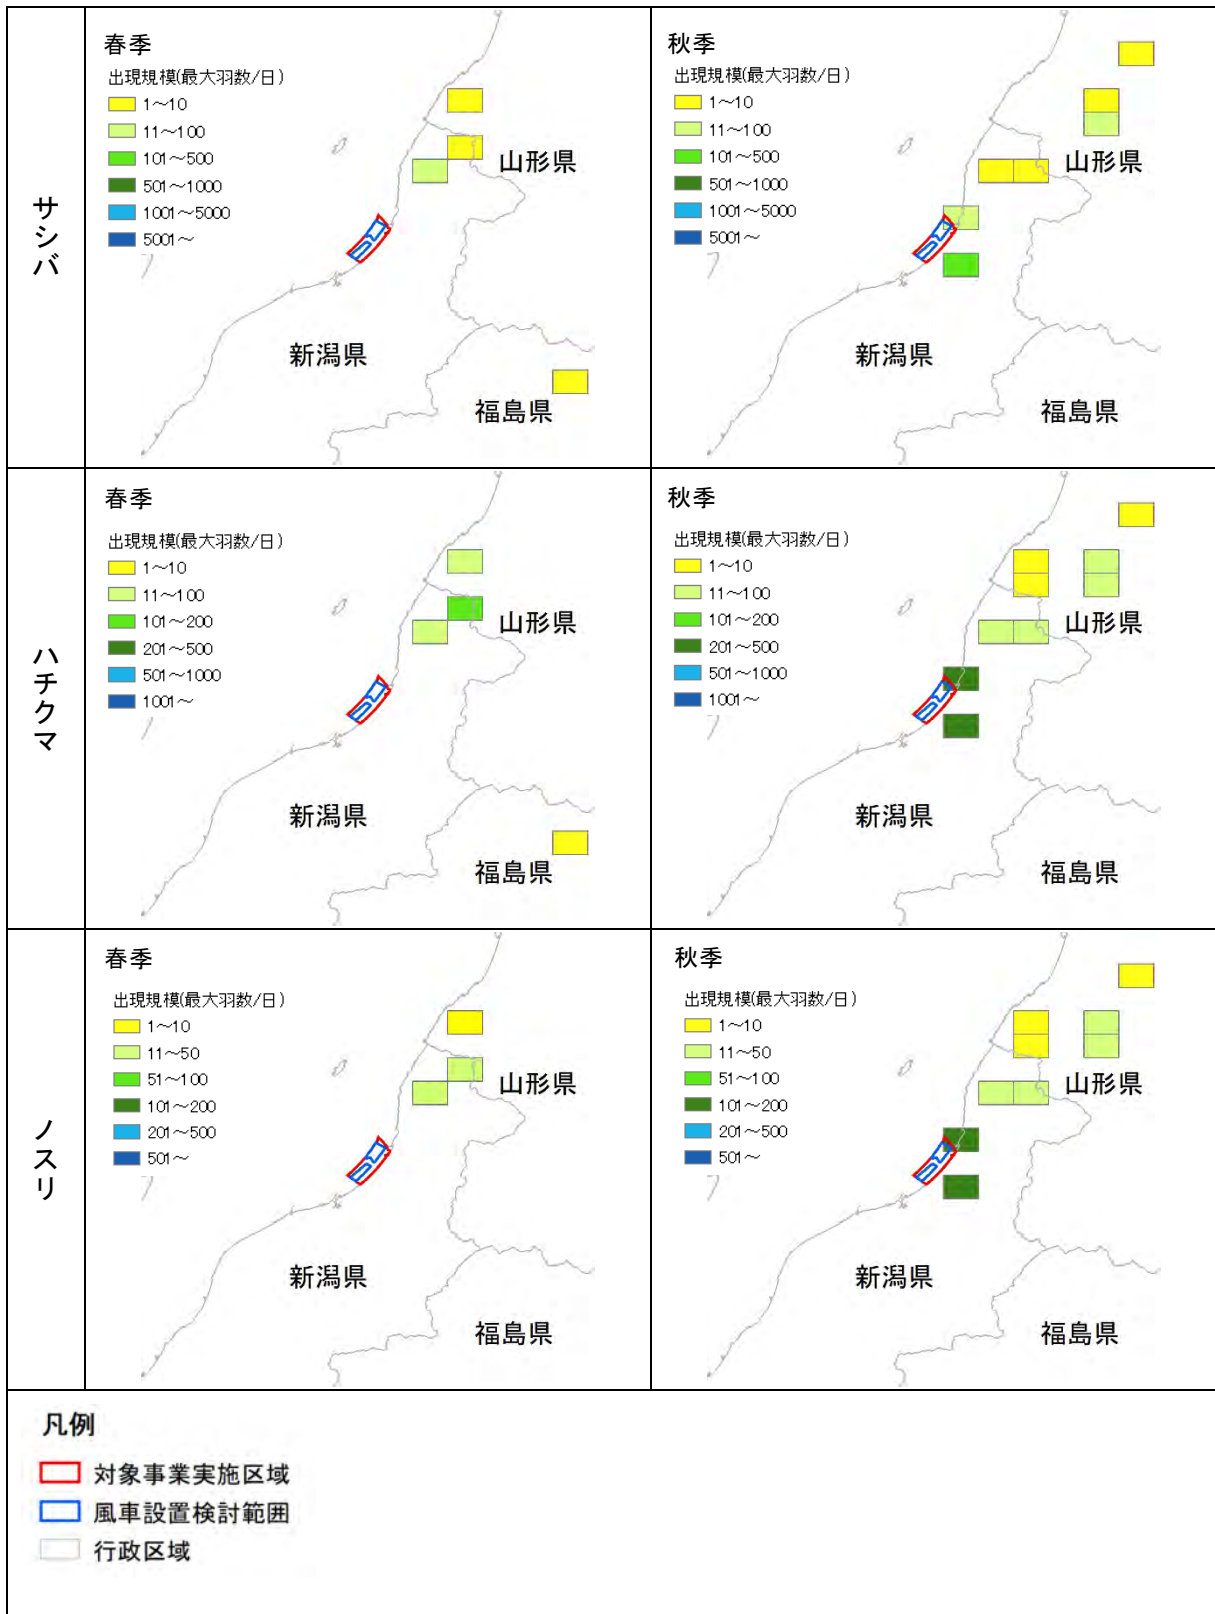 サシバ
春季
出現規模(最大羽数/日)
1～10
11～100
101～500
501～1000
1001～5000
5001～
山形県
新潟県
福島県
秋季
出現規模(最大羽数/日)
1～10
11～100
101～500
501～1000
1001～5000
5001～
山形県
新潟県
福島県
ハチクマ
春季
出現規模(最大羽数/日)
1～10
11～100
101～200
201～500
501～1000
1001～
山形県
新潟県
福島県
秋季
出現規模(最大羽数/日)
1～10
11～100
101～200
201～500
501～1000
1001～
山形県
新潟県
福島県
ノスリ
春季
出現規模(最大羽数/日)
1～10
11～50
51～100
101～200
201～500
501～
山形県
新潟県
福島県
秋季
出現規模(最大羽数/日)
1～10
11～50
51～100
101～200
201～500
501～
山形県
新潟県
福島県
凡例
対象事業実施区域
風車設置検討範囲
行政区域